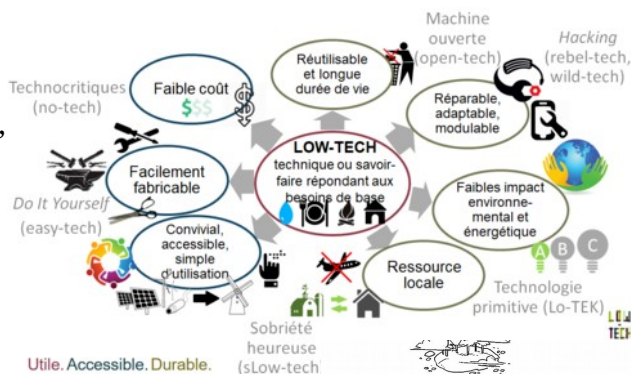 Technocritiques
(no-tech)
Faible coût
$$$
Réutilisable
et longue
durée de vie
Machine
ouverte
(open-tech)
Hacking
(rebel-tech,
wild-tech)
Réparable,
adaptable,
modulable
,
LOW-TECH
technique ou savoir-
faire répondant aux
besoins de base
Facilement
fabricable
Do It Yourself
(easy-tech)
Faibles impact
environne-
mental et
énergétique
Convivial,
accessible,
simple
d'utilisation
Ressource
locale
A B C
Technologie
primitive (Lo-TEK)
Sobriété
heureuse
(sLow-tech)
LOW
TECH
Utile. Accessible. Durable.